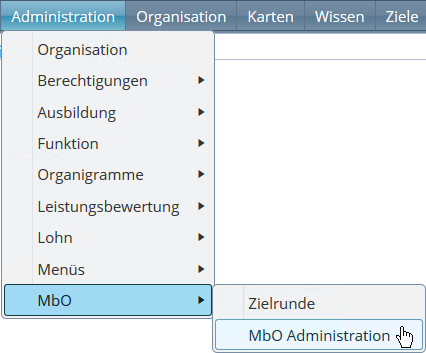 Administration Organisation Karten Wissen Ziele
Organisation
Berechtigungen
Ausbildung
Funktion
Organigramme
Leistungsbewertung
Lohn
Menüs
MbO
Zielrunde
MbO Administration